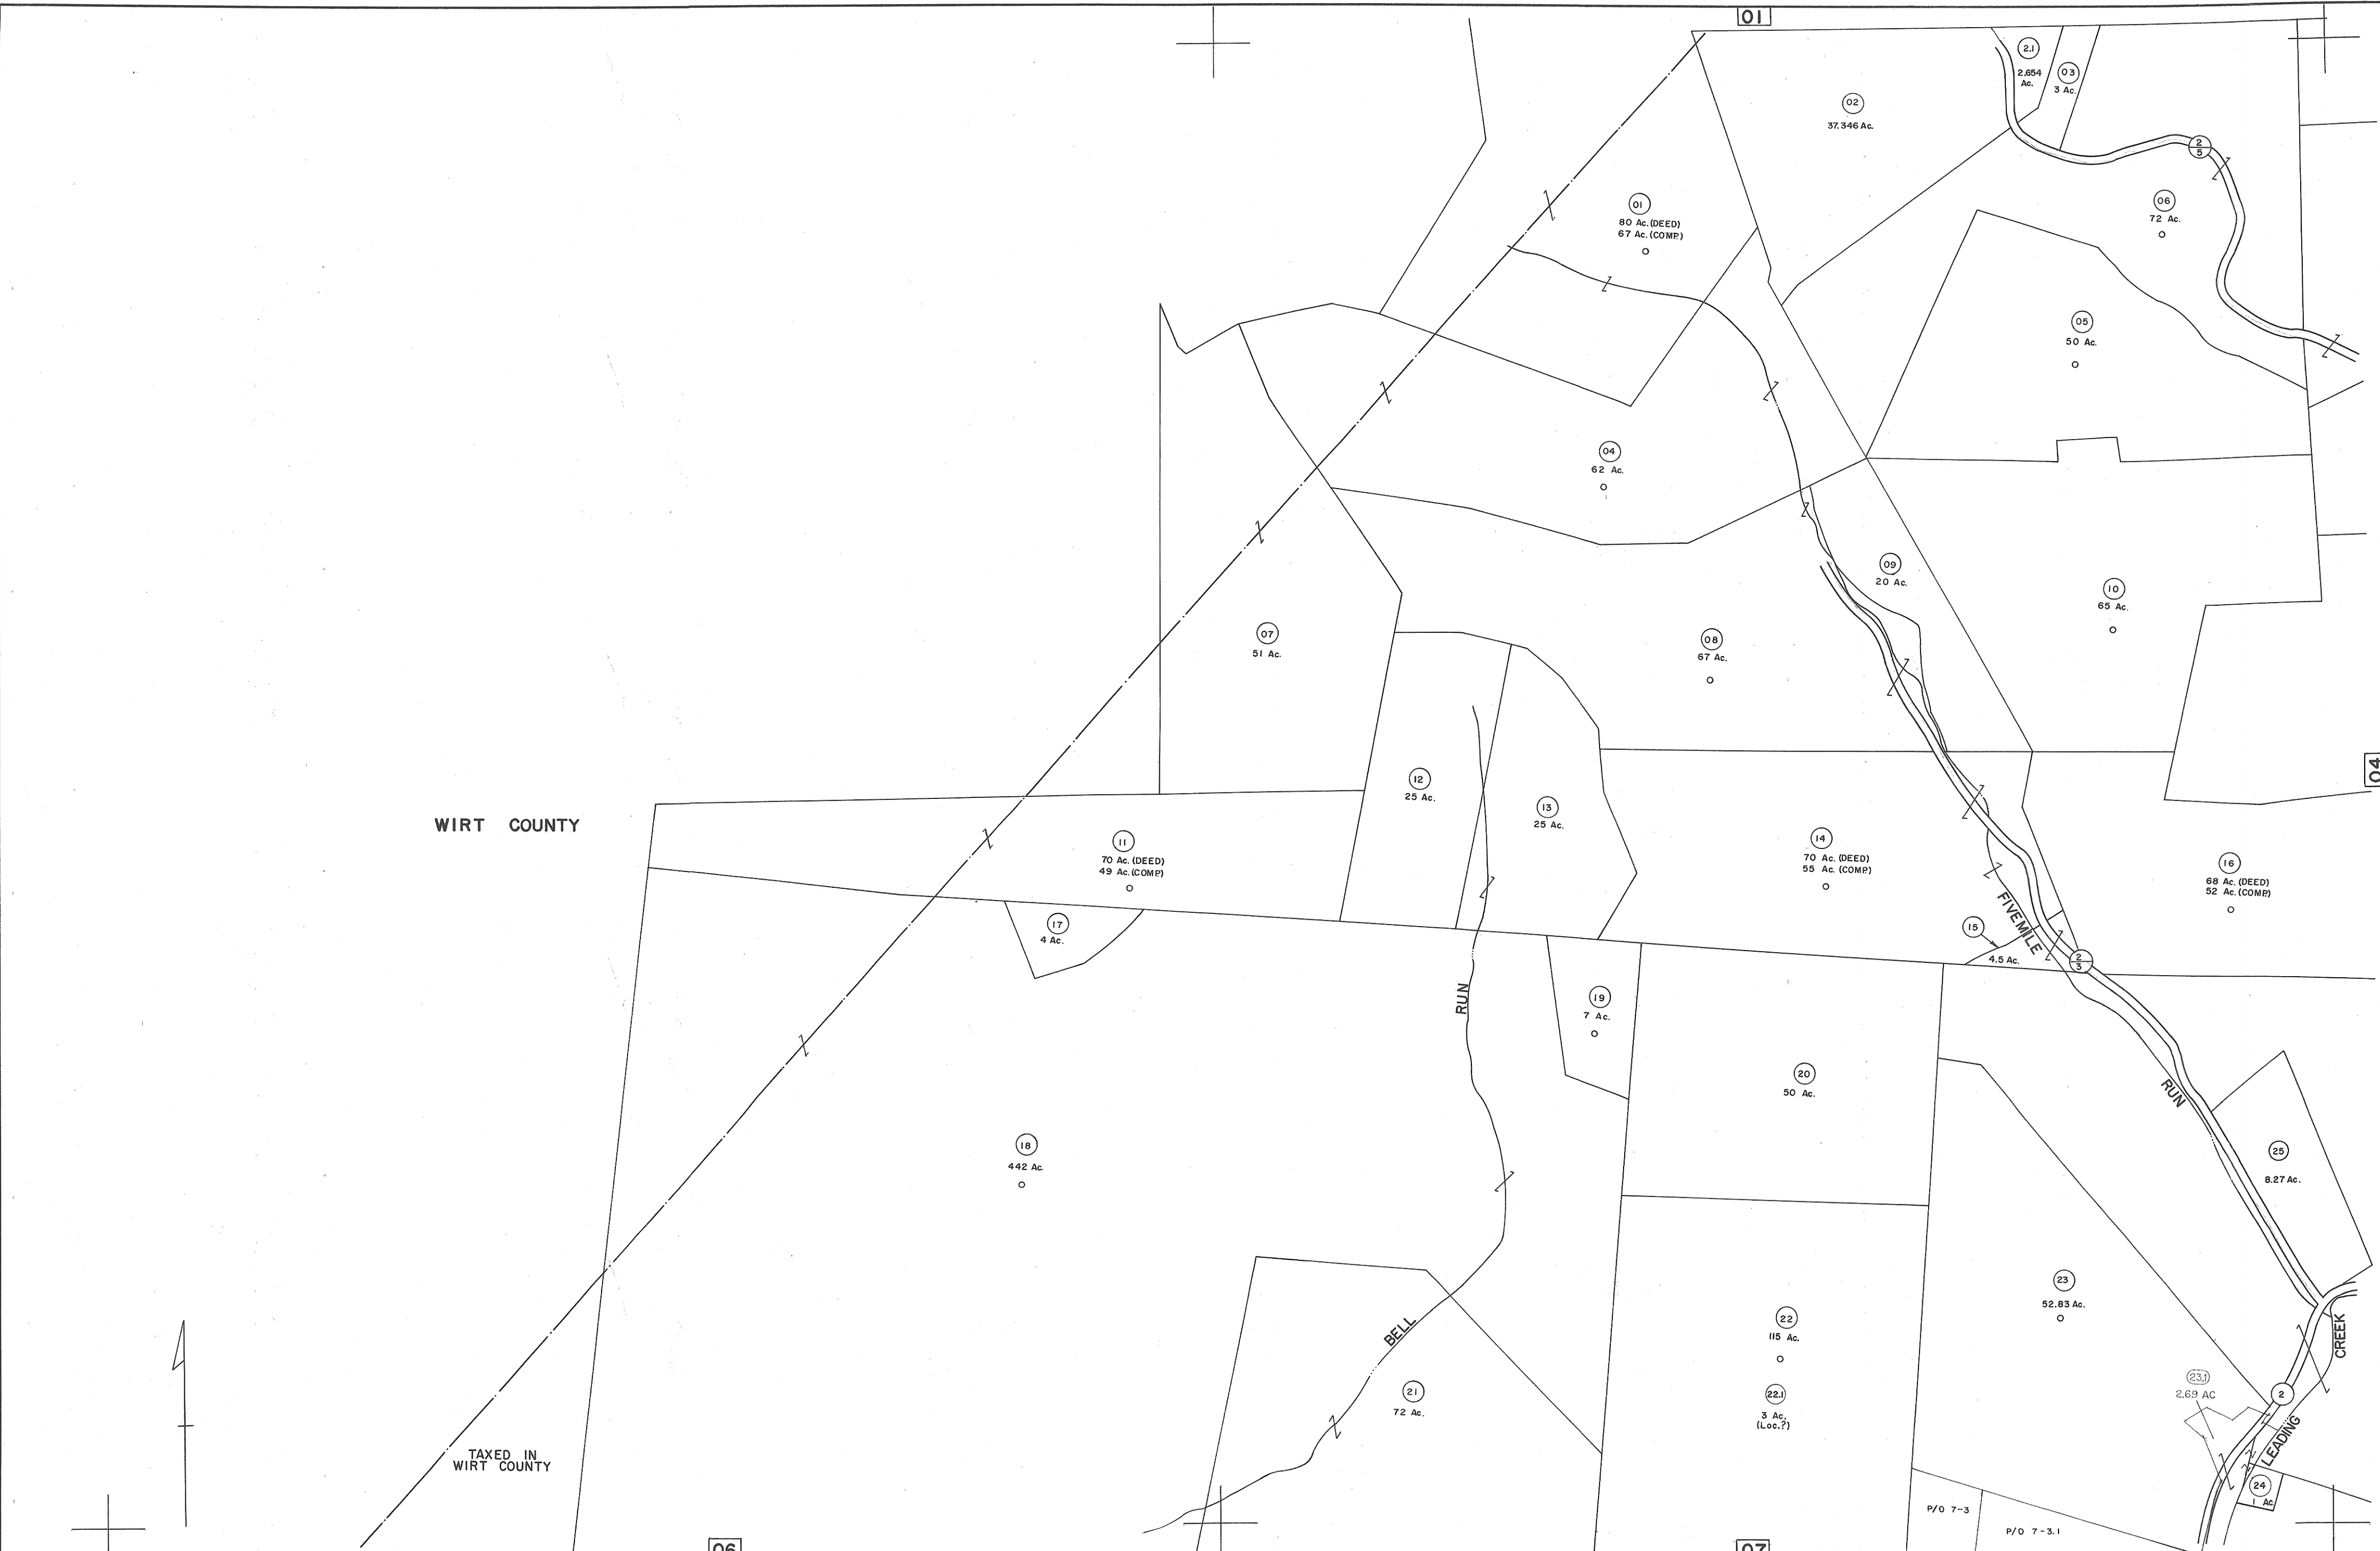 01
2.1
2.654
Ac.
03
3 Ac.
02
37.346 Ac.
2
5
01
80 Ac. (DEED)
67 Ac. (COMP.)
06
72 Ac.
05
50 Ac.
04
62 Ac.
09
20 Ac.
10
65 Ac.
07
51 Ac.
08
67 Ac.
04
12
25 Ac.
13
25 Ac.
WIRT COUNTY
11
70 Ac. (DEED)
49 Ac. (COMP.)
14
70 Ac. (DEED)
55 Ac. (COMP.)
16
68 Ac. (DEED)
52 Ac. (COMP.)
17
4 Ac.
15
4.5 Ac.
FIVEMILE
2
3
RUN
19
7 Ac.
20
50 Ac.
RUN
18
442 Ac.
25
8.27 Ac.
BELL
23
52.83 Ac.
22
115 Ac.
CREEK
21
72 Ac.
22.1
3 Ac.
(Loc.?)
23.1
2.69 AC
2
LEADING
TAXED IN
WIRT COUNTY
24
1 Ac.
P/O 7-3
P/O 7-3.1
06
07